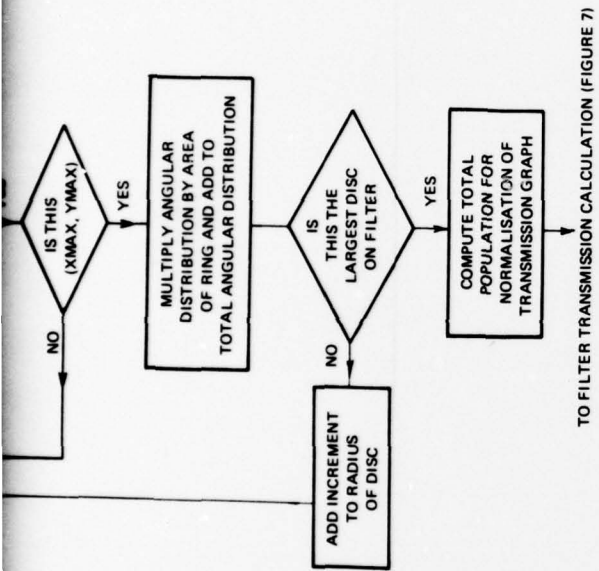 IS THIS
(XMAX, YMAX)
NO
YES
MULTIPLY ANGULAR
DISTRIBUTION BY AREA
OF RING AND ADD TO
TOTAL ANGULAR DISTRIBUTION
IS
THIS THE
LARGEST DISC
ON FILTER
NO
YES
ADD INCREMENT
TO RADIUS
OF DISC
COMPUTE TOTAL
POPULATION FOR
NORMALISATION OF
TRANSMISSION GRAPH
TO FILTER TRANSMISSION CALCULATION (FIGURE 7)